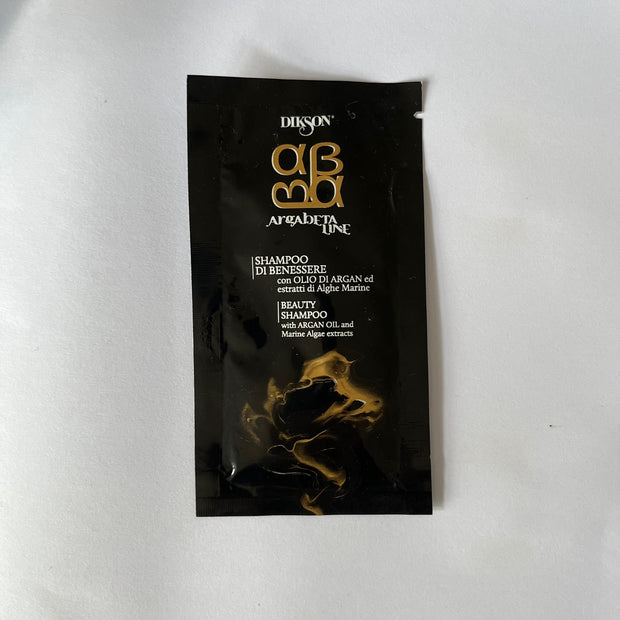 DIKSON®
αβ
βα
ArgaBETA
LINE
SHAMPOO
DI BENESSERE
con OLIO DI ARGAN ed
estratti di Alghe Marine
BEAUTY
SHAMPOO
with ARGAN OIL and
Marine Algae extracts